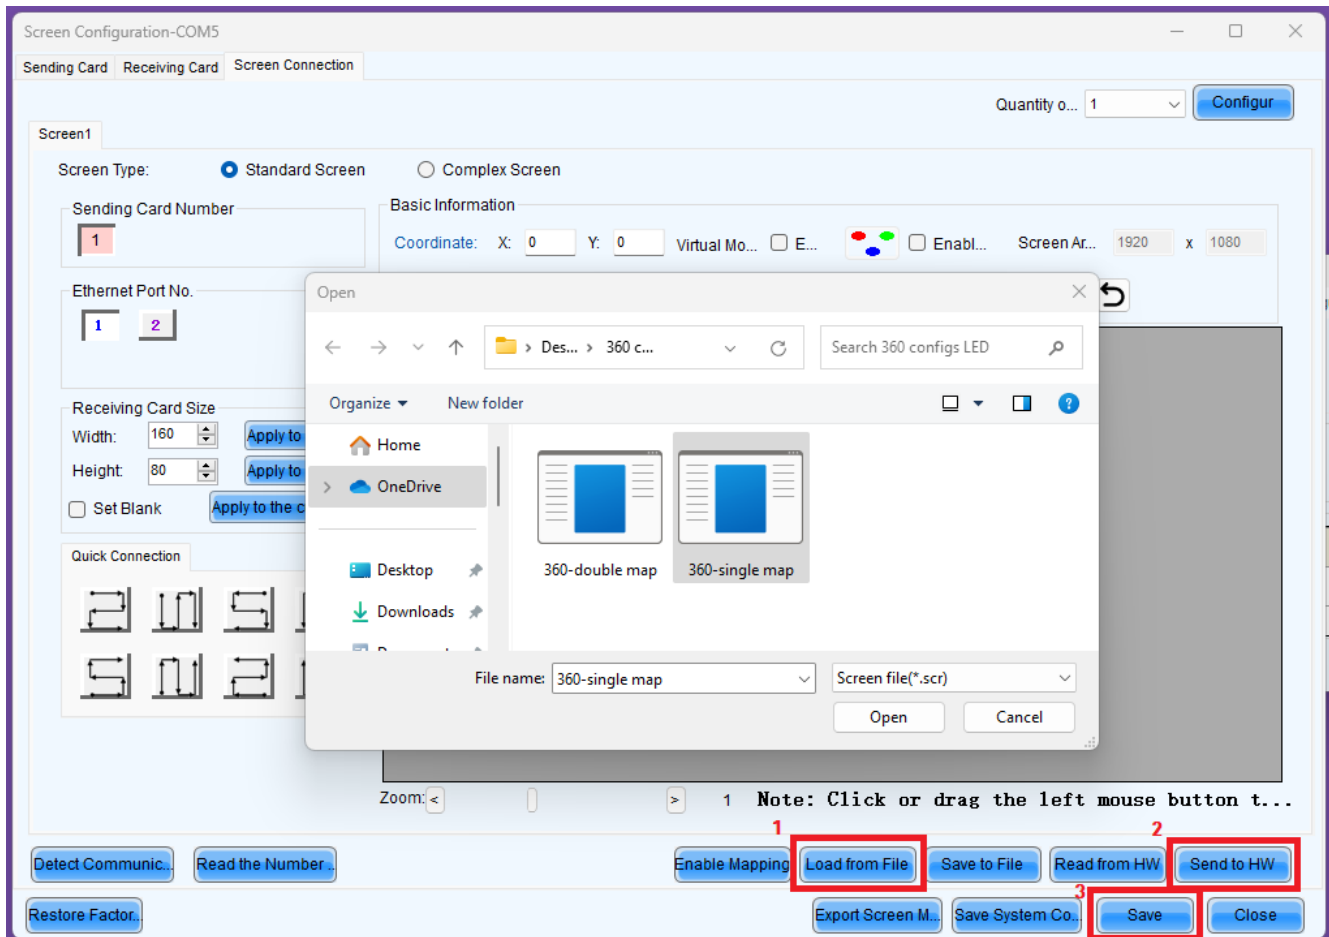 Screen Configuration-COM5
Sending Card Receiving Card Screen Connection
Quantity o... 1 Configur
Screen1
Screen Type: Standard Screen Complex Screen
Sending Card Number
1
Basic Information
Coordinate: X: 0 Y: 0 Virtual Mo... E... Enabl... Screen Ar... 1920 x 1080
Ethernet Port No.
1 2
Receiving Card Size
Width: 160 Apply to
Height: 80 Apply to
Set Blank Apply to the c
Quick Connection
Open
Des... > 360 c...
Search 360 configs LED
Organize New folder
Home
OneDrive
Desktop
Downloads
360-double map 360-single map
File name: 360-single map Screen file(*.scr)
Open Cancel
Zoom: < > 1 Note: Click or drag the left mouse button t...
1 2
Detect Communic... Read the Number .. Enable Mapping Load from File Save to File Read from HW Send to HW
3
Restore Factor... Export Screen M... Save System Co... Save Close